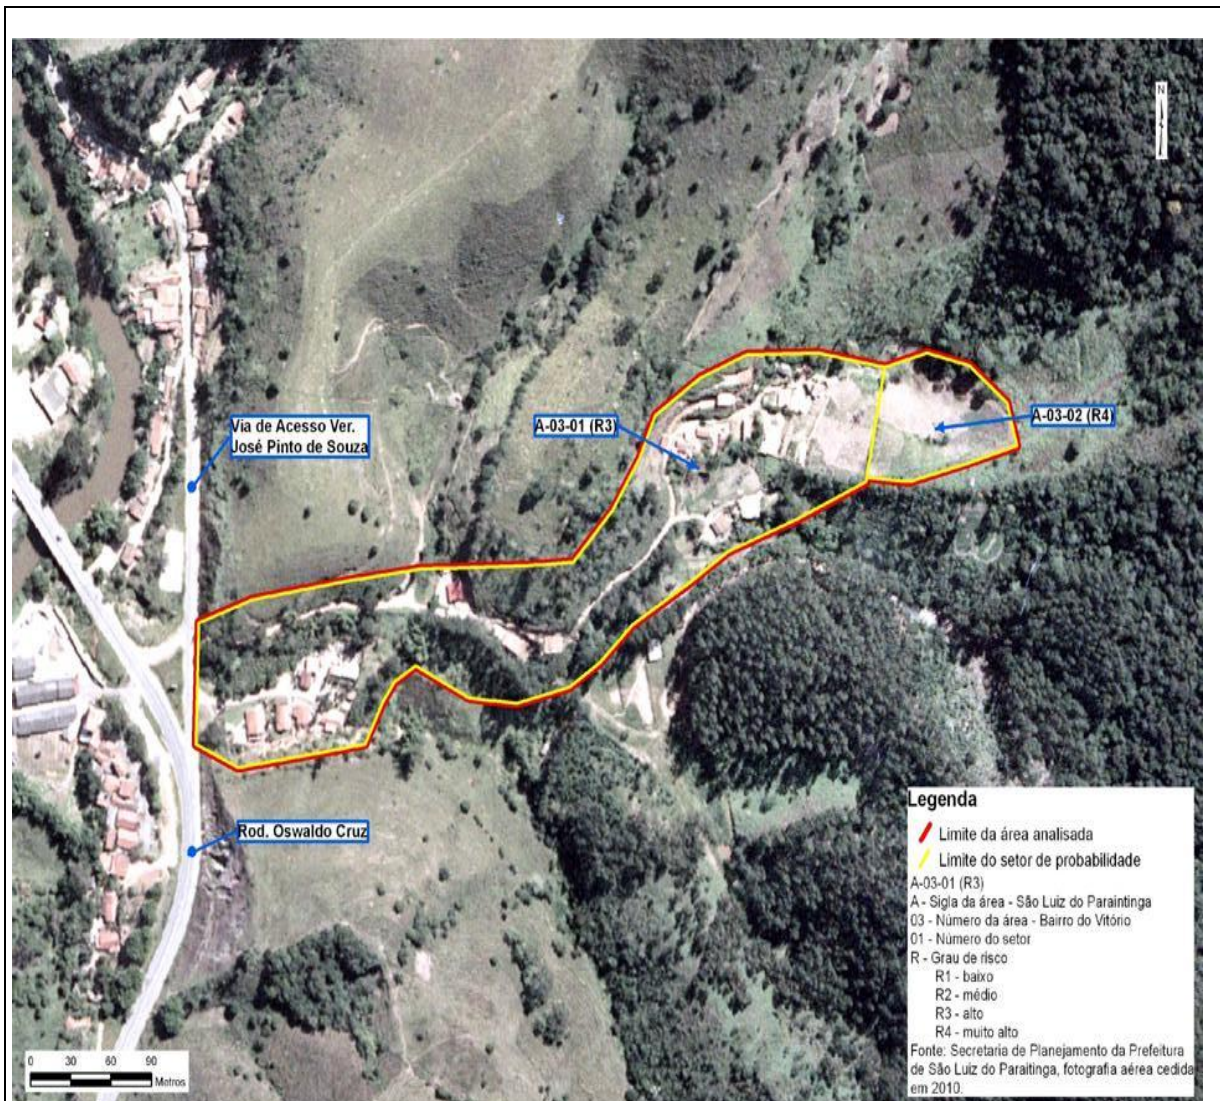 N
A-03-01 (R3)
A-03-02 (R4)
Via de Acesso Ver.
José Pinto de Souza
Rod. Oswaldo Cruz
Legenda
Limite da área analisada
Limite do setor de probabilidade
A-03-01 (R3)
A - Sigla da área - São Luiz do Paraintinga
03 - Número da área - Bairro do Vitório
01 - Número do setor
R - Grau de risco
R1 - baixo
R2 - médio
R3 - alto
R4 - muito alto
Fonte: Secretaria de Planejamento da Prefeitura
de São Luiz do Paraitinga, fotografia aérea cedida
em 2010.
0 30 60 90
Metros